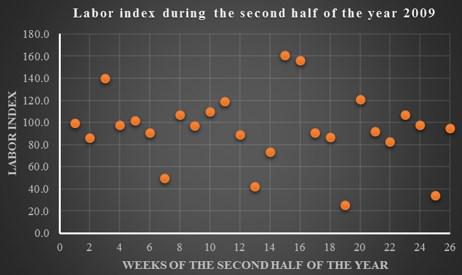 Labor index during the second half of the year 2009
180.0
160.0
140.0
120.0
100.0
80.0
60.0
40.0
20.0
0.0
LABOR INDEX
0 2 4 6 8 10 12 14 16 18 20 22 24 26
WEEKS OF THE SECOND HALF OF THE YEAR